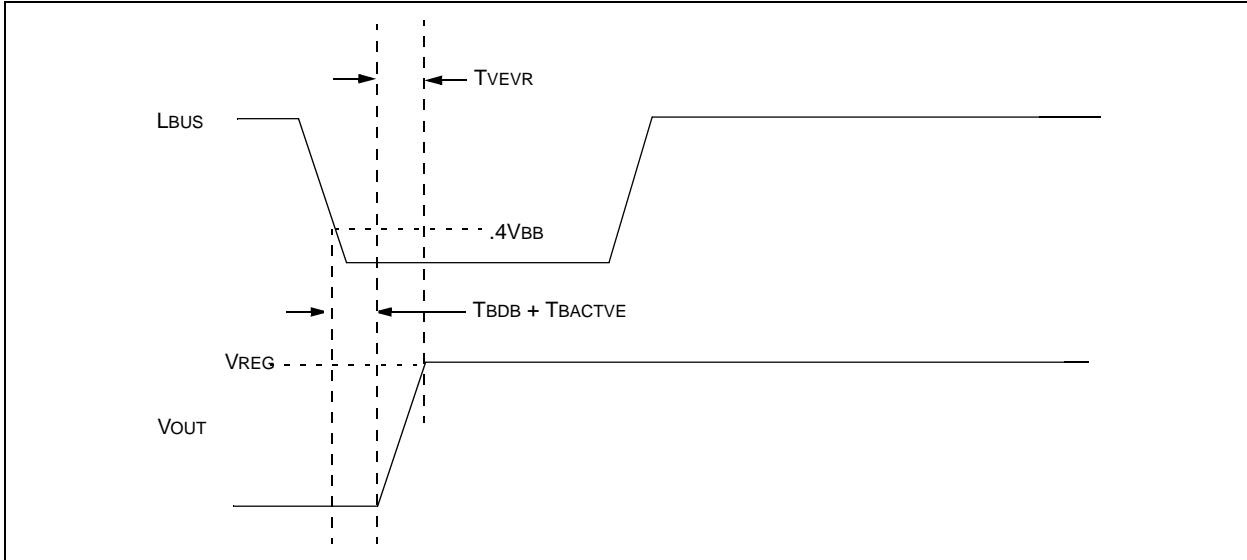 TVEVR
LBUS
.4VBB
TBDB + TBACTVE
VREG
VOUT